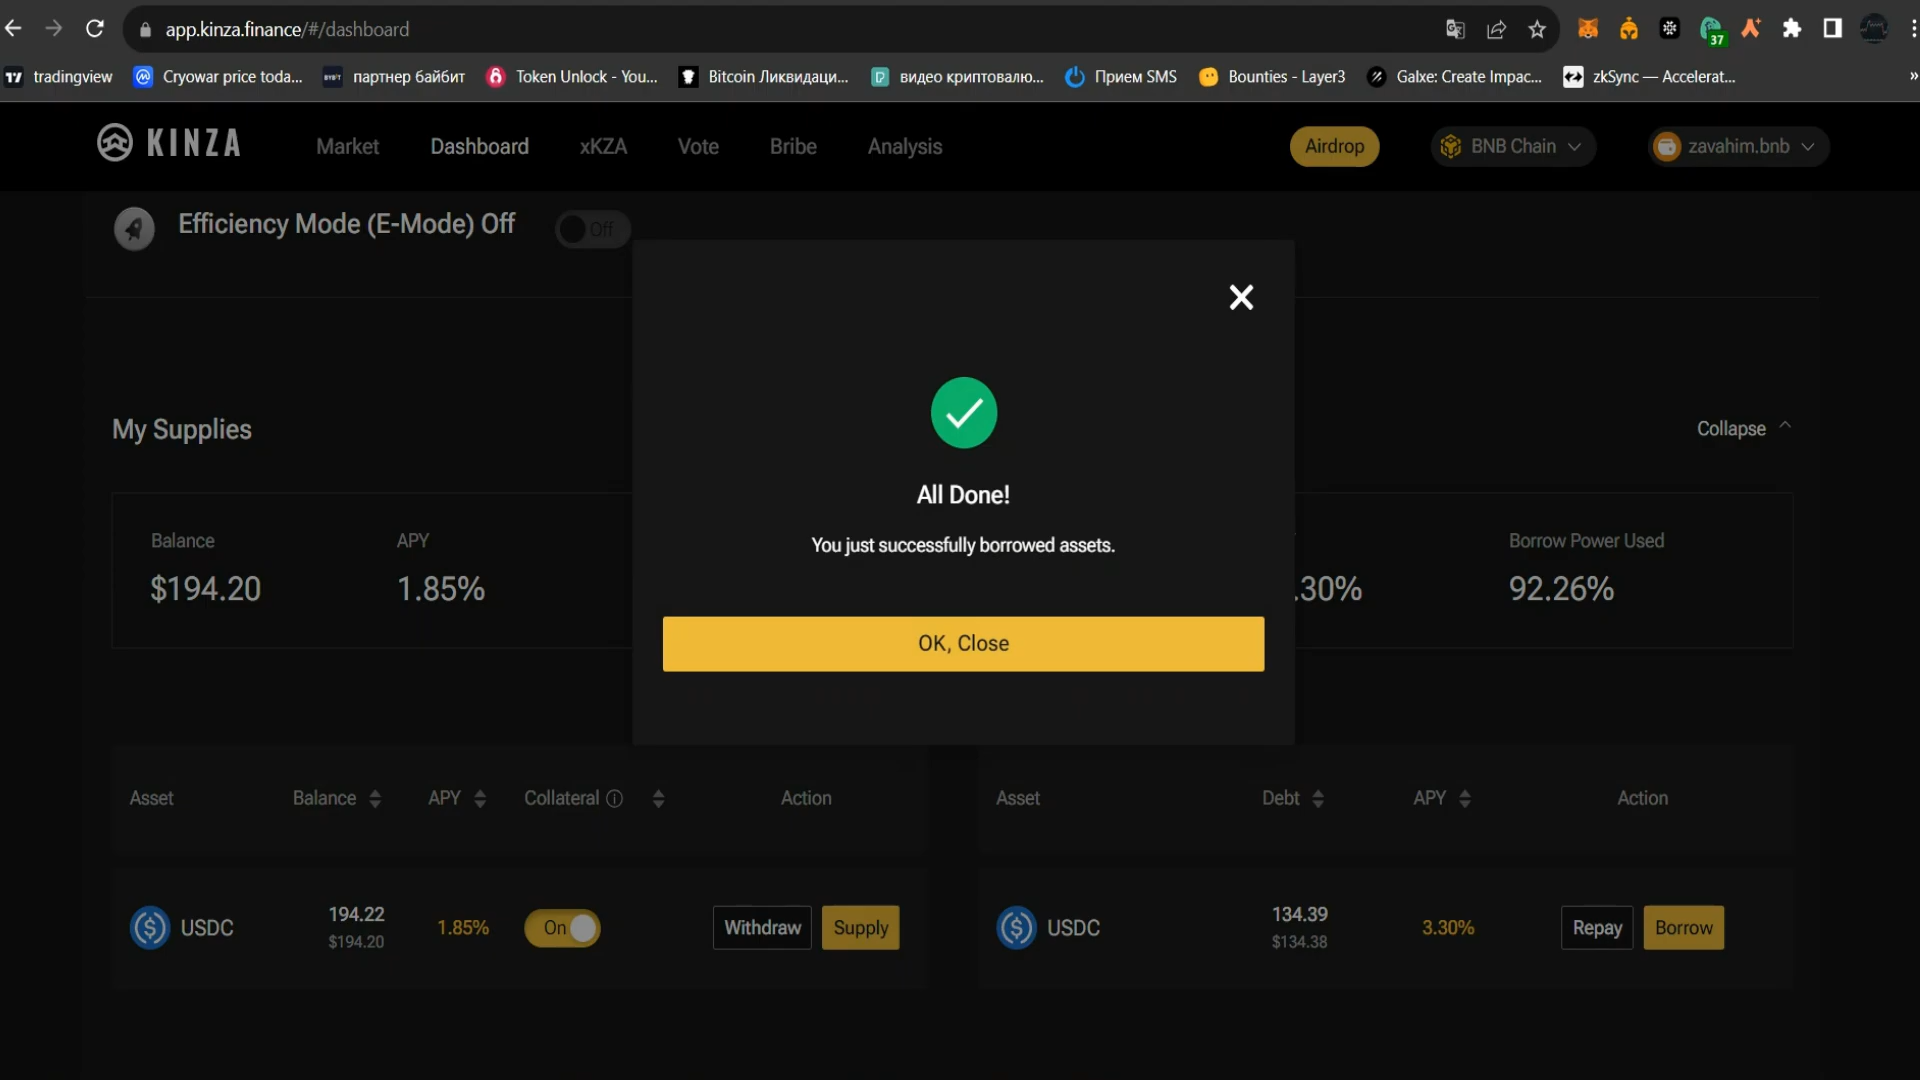 app.kinza.finance/#/dashboard
37
tradingview
Cryowar price toda...
партнер байбит
Token Unlock - You...
Bitcoin Ликвидаци...
видео криптовалю...
Прием SMS
Bounties - Layer3
Galxe: Create Impac...
zkSync — Accelerat...
»
KINZA
Market
Dashboard
xKZA
Vote
Bribe
Analysis
Airdrop
BNB Chain
zavahim.bnb
Efficiency Mode (E-Mode) Off
Off
All Done!
You just successfully borrowed assets.
OK, Close
My Supplies
Collapse
Balance
APY
Borrow Power Used
$194.20
1.85%
.30%
92.26%
Asset
Balance
APY
Collateral
Action
Asset
Debt
APY
Action
USDC
194.22
$194.20
1.85%
On
Withdraw
Supply
USDC
134.39
$134.38
3.30%
Repay
Borrow